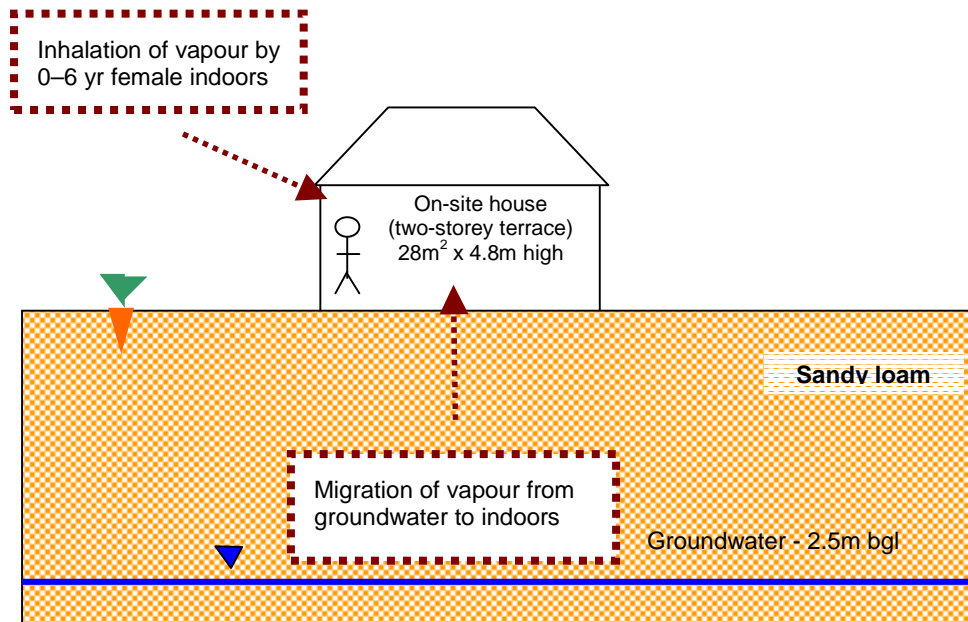 Inhalation of vapour by
0–6 yr female indoors
On-site house
(two-storey terrace)
28m² x 4.8m high
Sandy loam
Migration of vapour from
groundwater to indoors
Groundwater - 2.5m bgl